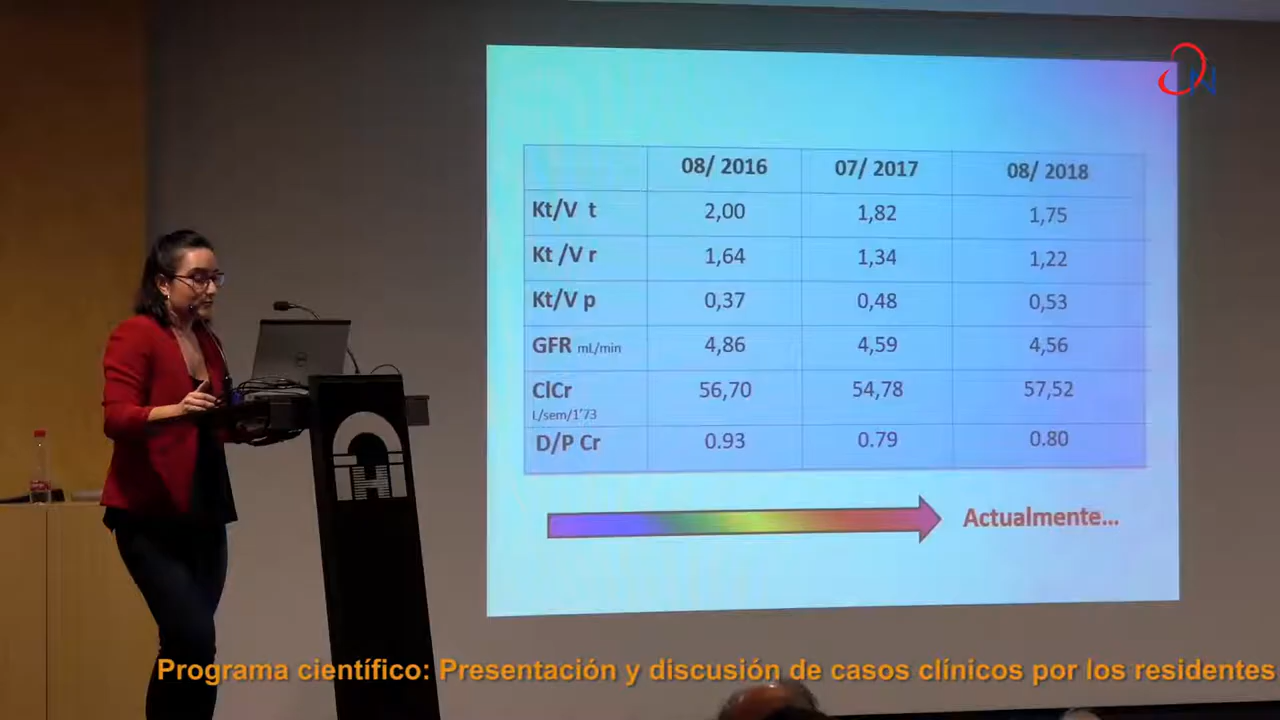 08/ 2016 07/ 2017 08/ 2018
Kt/V t 2,00 1,82 1,75
Kt /V r 1,64 1,34 1,22
Kt/V p 0,37 0,48 0,53
GFR mL/min 4,86 4,59 4,56
ClCr 56,70 54,78 57,52
L/sem/1'73
D/P Cr 0.93 0.79 0.80
Actualmente...
Programa científico: Presentación y discusión de casos clínicos por los residentes